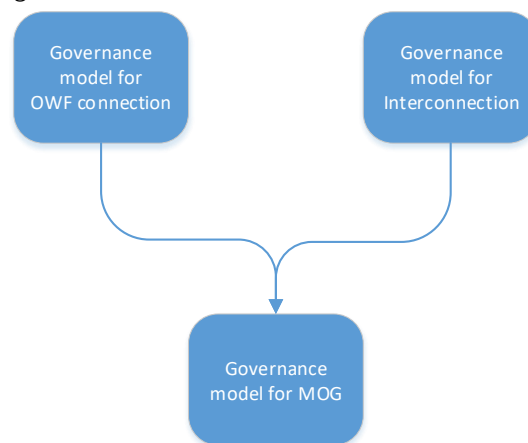 Governance
model for
OWF connection
Governance
model for
Interconnection
Governance
model for MOG